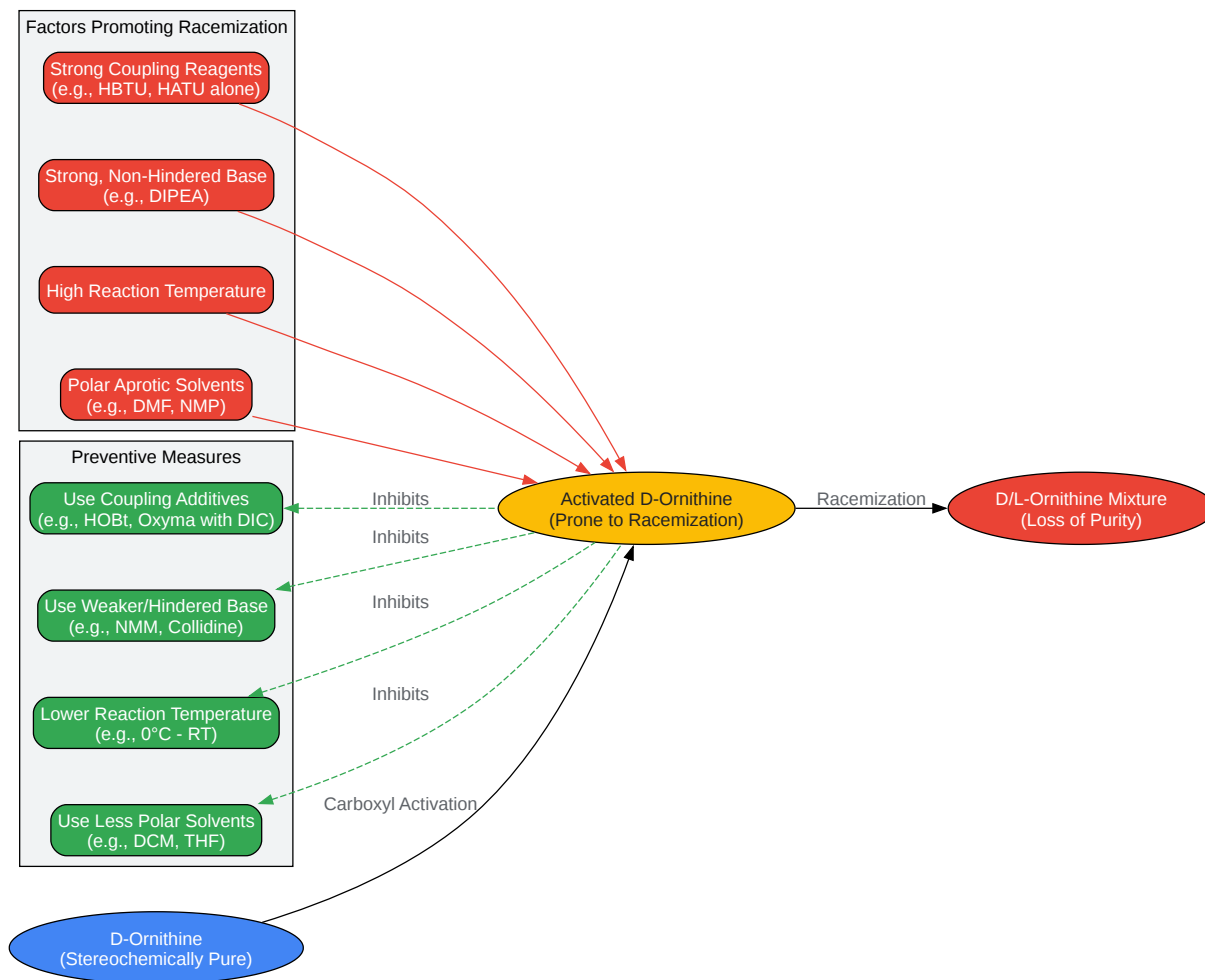 Factors Promoting Racemization
Strong Coupling Reagents
(e.g., HBTU, HATU alone)
Strong, Non-Hindered Base
(e.g., DIPEA)
High Reaction Temperature
Polar Aprotic Solvents
(e.g., DMF, NMP)
Preventive Measures
Use Coupling Additives
(e.g., HOBt, Oxyma with DIC)
Use Weaker/Hindered Base
(e.g., NMM, Collidine)
Lower Reaction Temperature
(e.g., 0°C - RT)
Use Less Polar Solvents
(e.g., DCM, THF)
Inhibits
Inhibits
Inhibits
Inhibits
Carboxyl Activation
Activated D-Ornithine
(Prone to Racemization)
Racemization
D/L-Ornithine Mixture
(Loss of Purity)
D-Ornithine
(Stereochemically Pure)